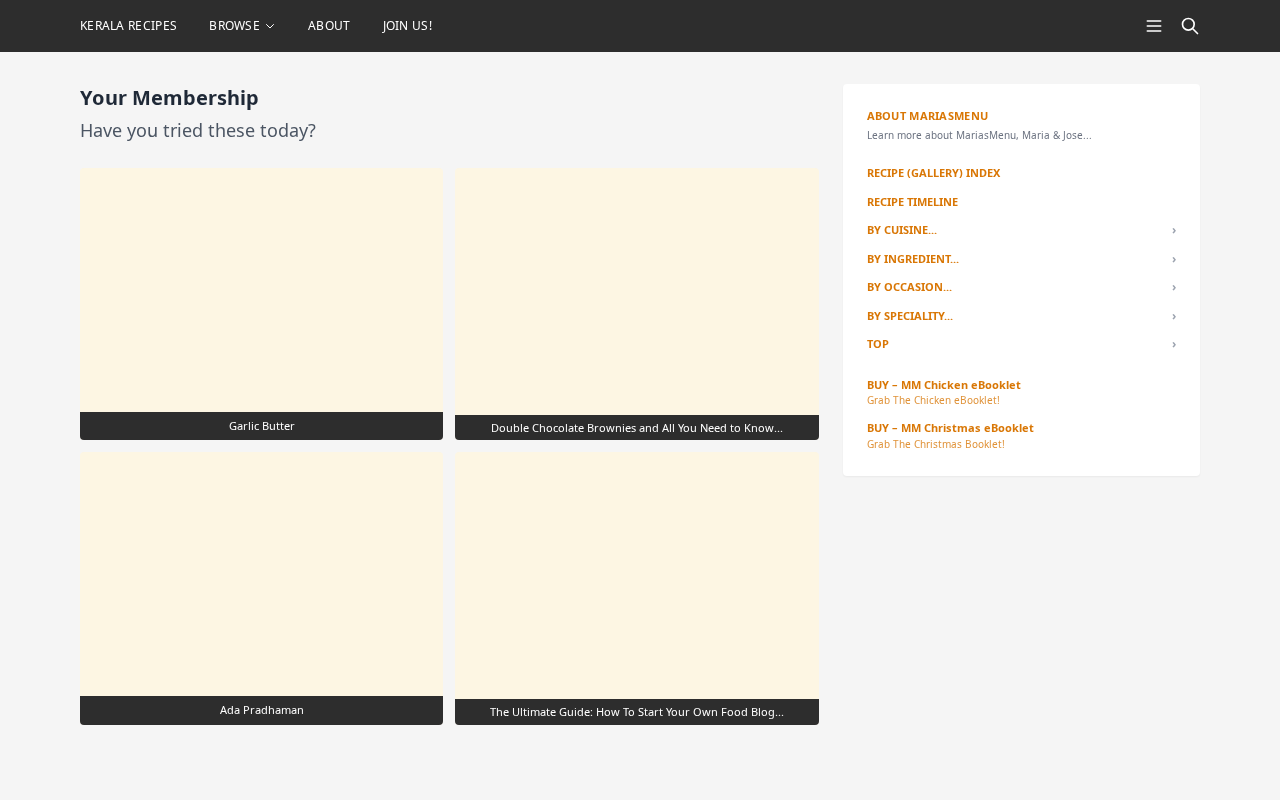 KERALA RECIPES BROWSE ABOUT JOIN US!
Your Membership
Have you tried these today?
Garlic Butter
Double Chocolate Brownies and All You Need to Know...
Ada Pradhaman
The Ultimate Guide: How To Start Your Own Food Blog...
ABOUT MARIASMENU
Learn more about MariasMenu, Maria & Jose...
RECIPE (GALLERY) INDEX
RECIPE TIMELINE
BY CUISINE... ›
BY INGREDIENT... ›
BY OCCASION... ›
BY SPECIALITY... ›
TOP ›
BUY – MM Chicken eBooklet
Grab The Chicken eBooklet!
BUY – MM Christmas eBooklet
Grab The Christmas Booklet!